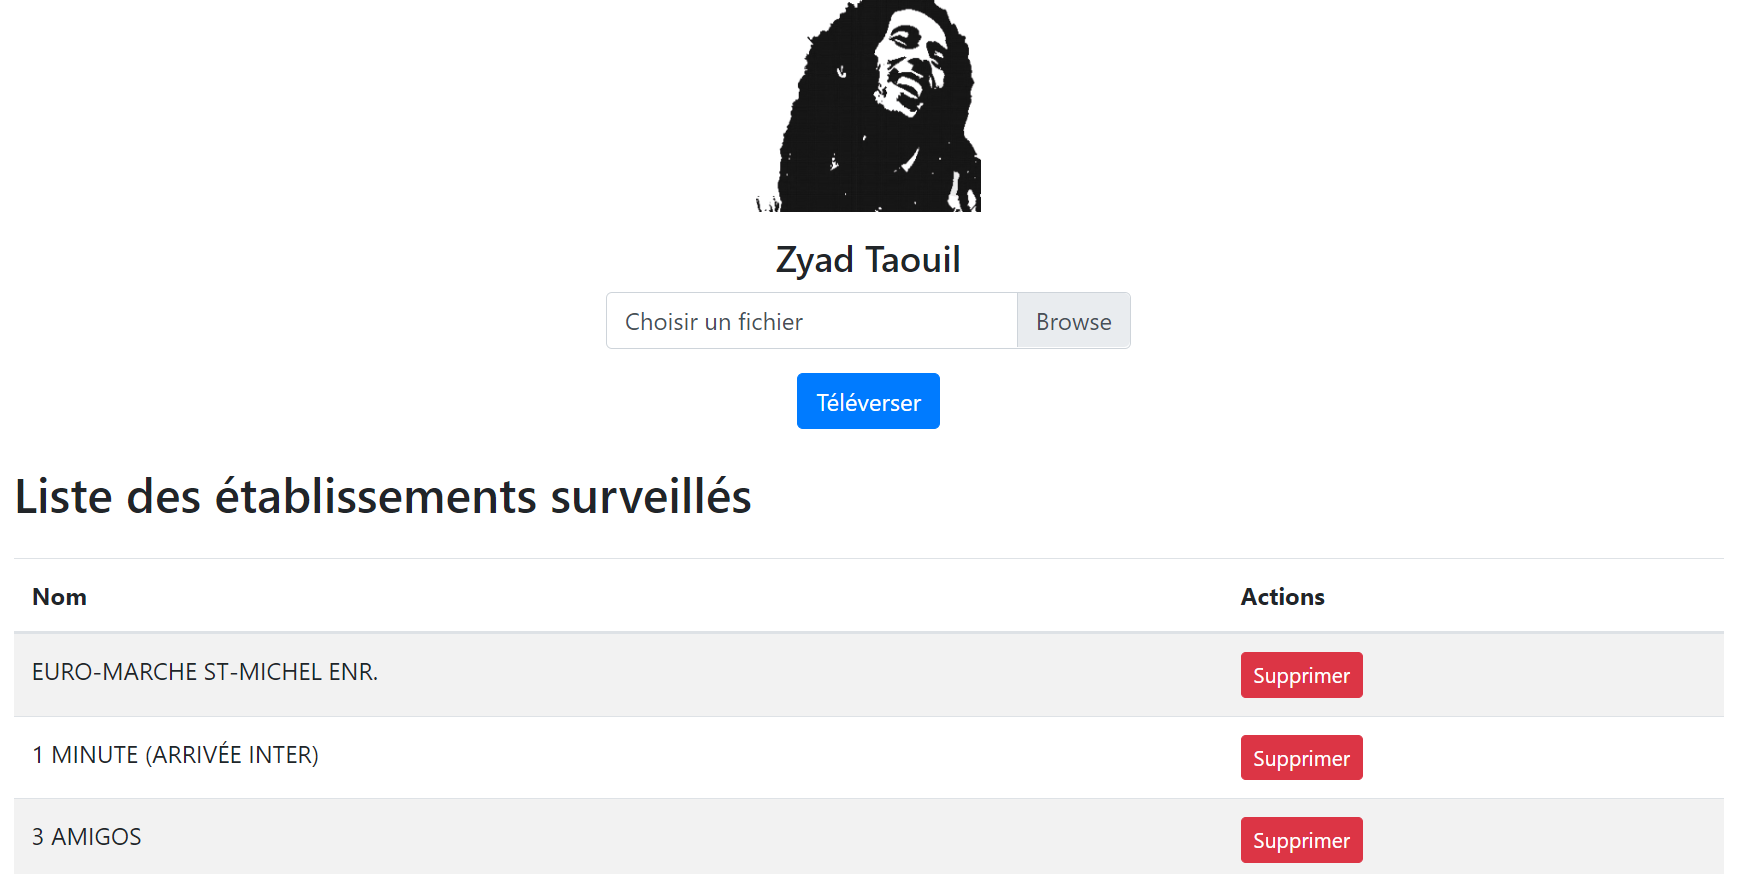 Zyad Taouil
Choisir un fichier Browse
Téléverser
Liste des établissements surveillés
Nom Actions
EURO-MARCHE ST-MICHEL ENR. Supprimer
1 MINUTE (ARRIVÉE INTER) Supprimer
3 AMIGOS Supprimer